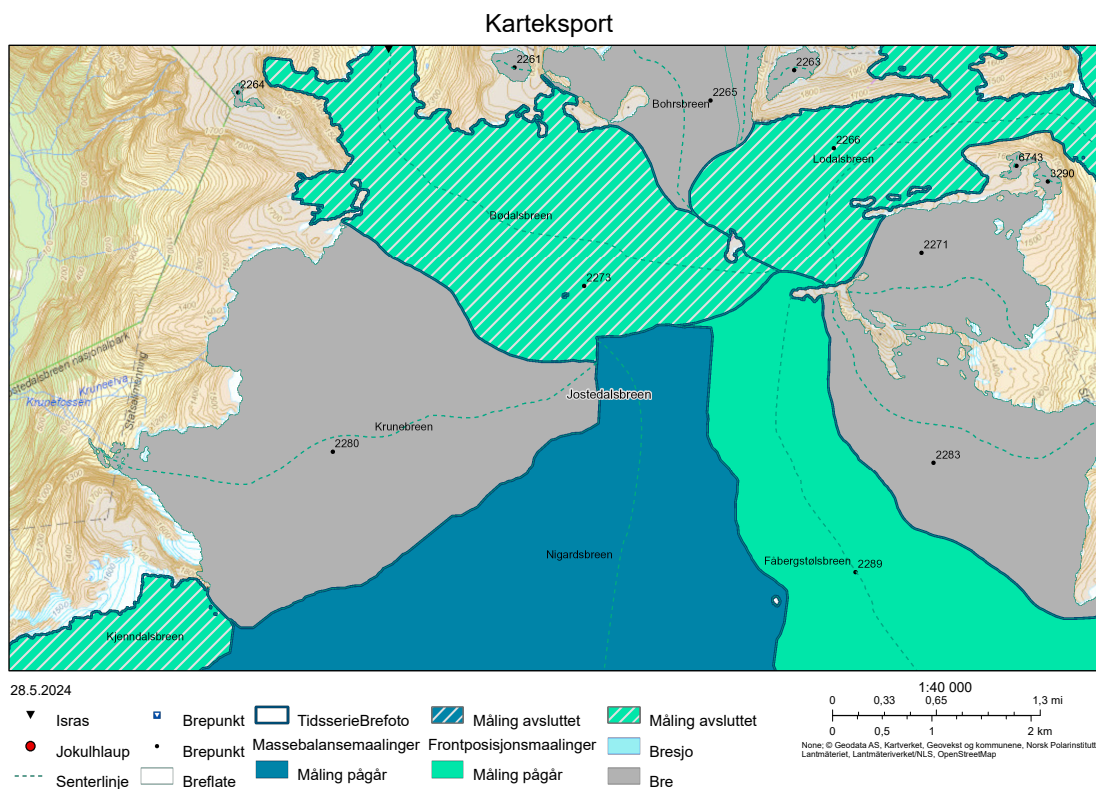 Karteksport
2261
2263
2264
2265
Bohrsbreen
2266
Lodalsbreen
6743
3290
Bødalsbreen
2271
2273
Jostedalsbreen nasjonalpark
Kruneelva
Krunefossen
Statsallmenning
Jostedalsbreen
Krunebreen
2280
2283
Nigardsbreen
Fåbergstølsbreen
2289
Kjenndalsbreen
28.5.2024
1:40 000
0 0,33 0,65 1,3 mi
0 0,5 1 2 km
None; © Geodata AS, Kartverket, Geovekst og kommunene, Norsk Polarinstitutt,
Lantmäteriet, Lantmäteriverket/NLS, OpenStreetMap
Isras
Brepunkt
TidsserieBrefoto
Måling avsluttet
Måling avsluttet
Jokulhlaup
Brepunkt
Massebalansemaalinger
Frontposisjonsmaalinger
Bresjo
Senterlinje
Breflate
Måling pågår
Måling pågår
Bre